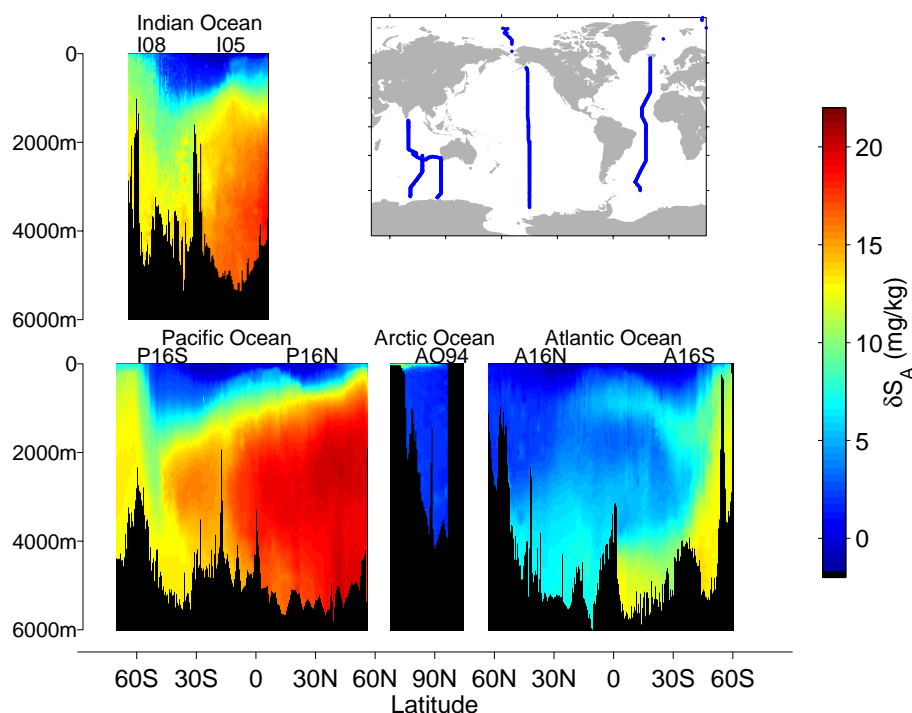 Indian Ocean
I08 I05
0
2000m
4000m
6000m
Pacific Ocean Arctic Ocean Atlantic Ocean
P16S P16N AO94 A16N A16S
0
2000m
4000m
6000m
60S 30S 0 30N 60N 90N 60N 30N 0 30S 60S
Latitude
20
15
10
5
0
δS_A (mg/kg)